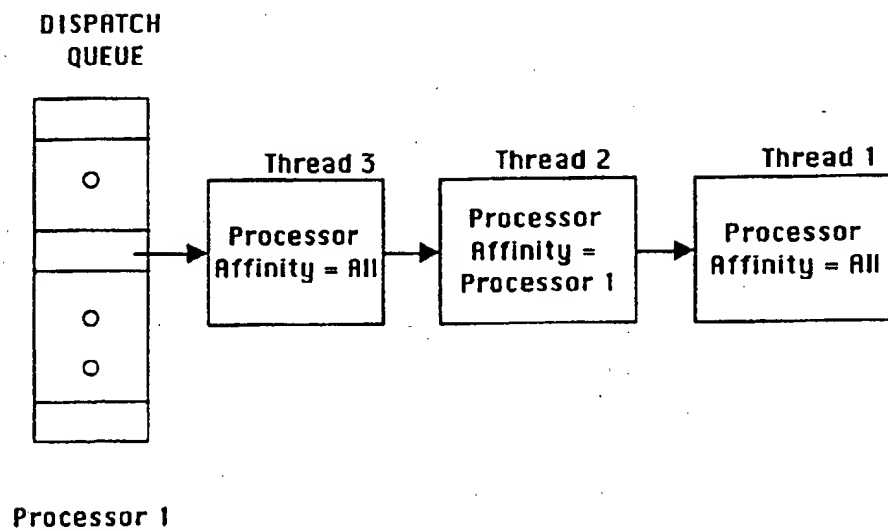 DISPATCH
QUEUE
Thread 3
Processor
Affinity = All
Thread 2
Processor
Affinity =
Processor 1
Thread 1
Processor
Affinity = All
Processor 1